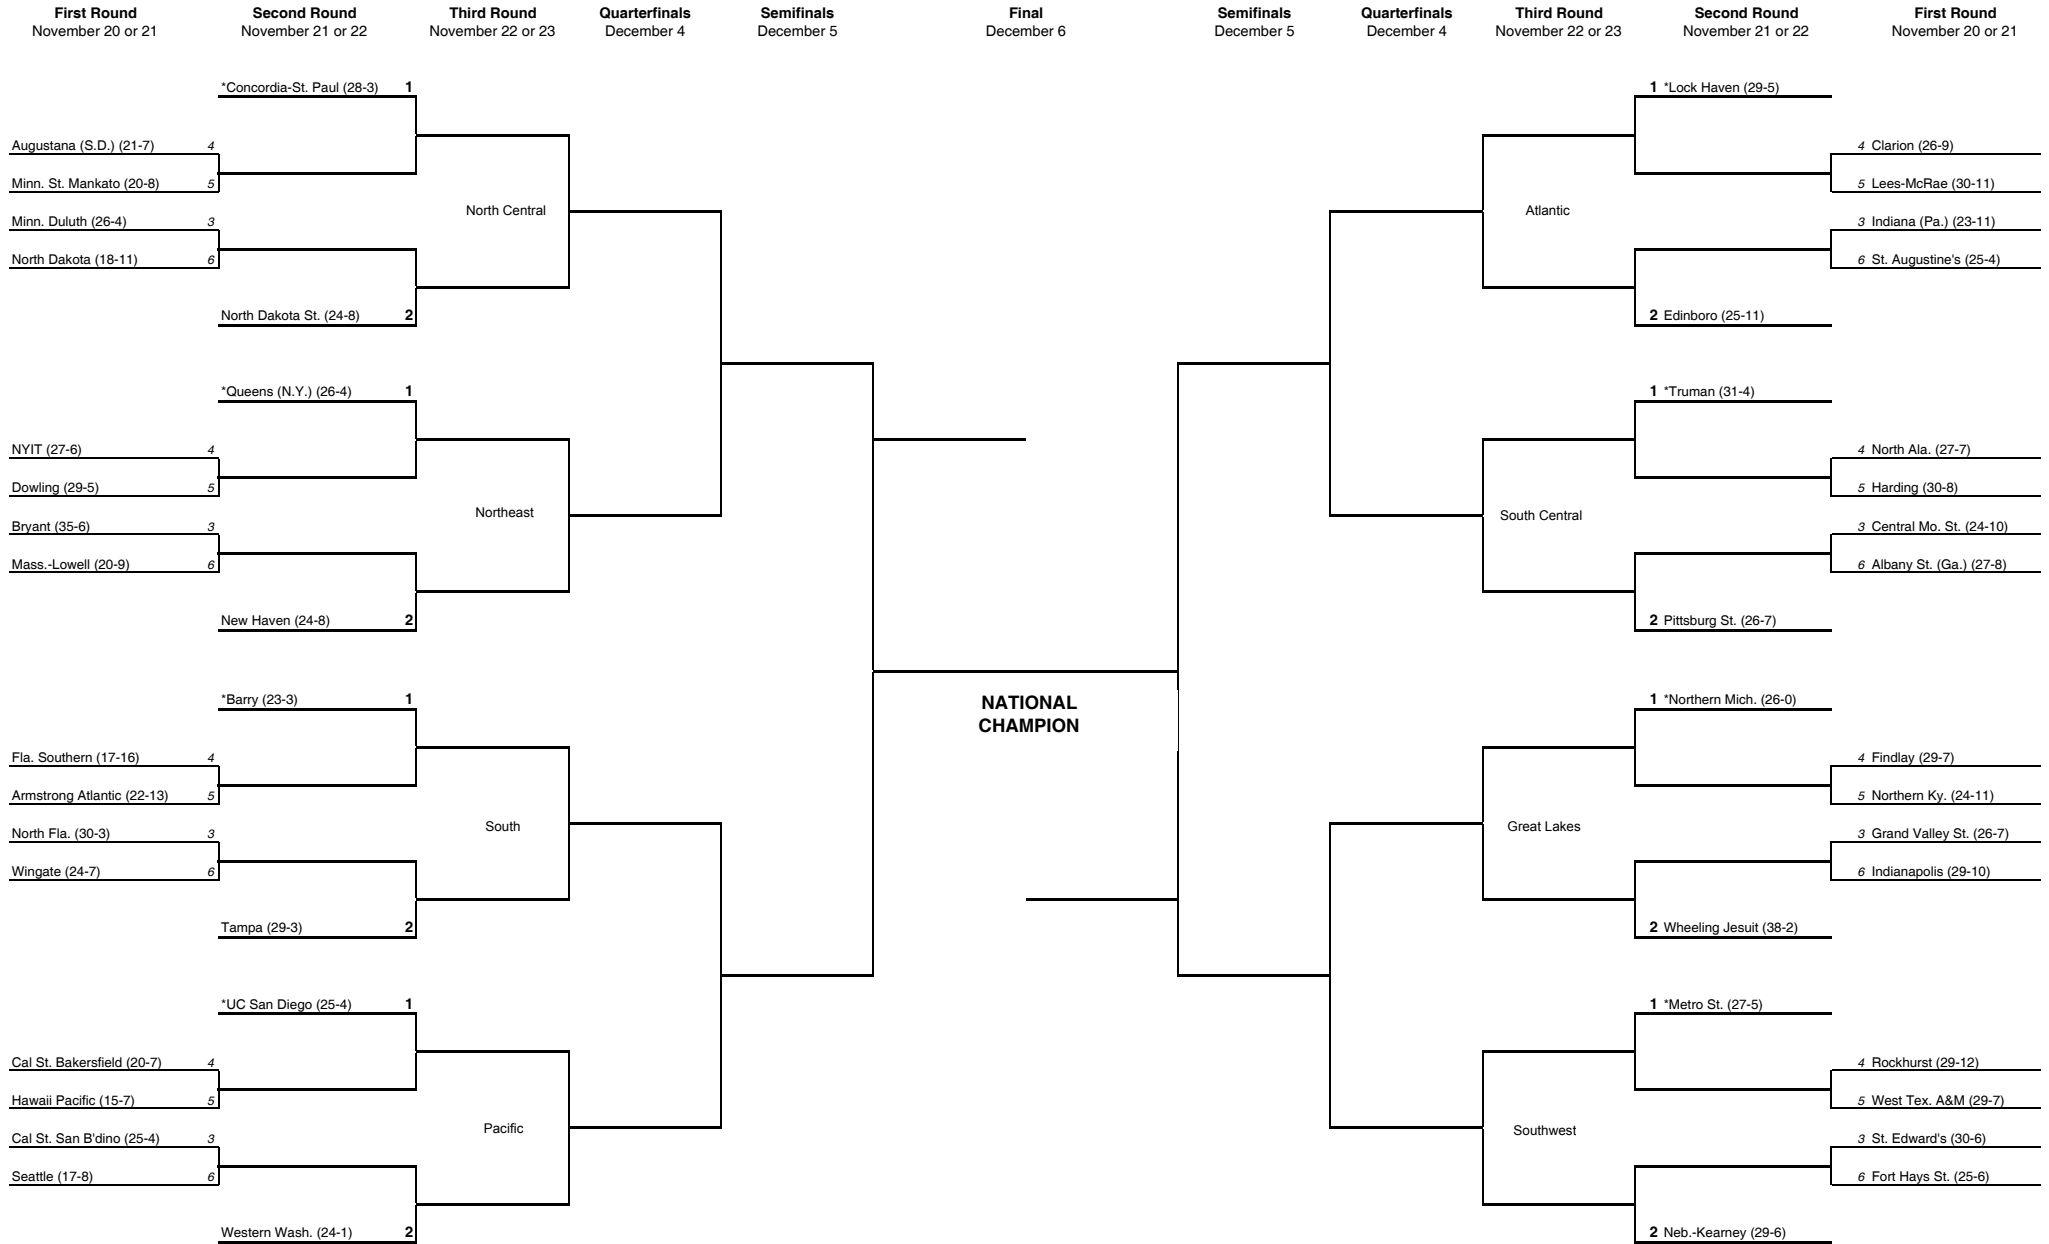 First Round
November 20 or 21
Second Round
November 21 or 22
Third Round
November 22 or 23
Quarterfinals
December 4
Semifinals
December 5
Final
December 6
Semifinals
December 5
Quarterfinals
December 4
Third Round
November 22 or 23
Second Round
November 21 or 22
First Round
November 20 or 21
*Concordia-St. Paul (28-3) 1
Augustana (S.D.) (21-7) 4
Minn. St. Mankato (20-8) 5
North Central
Minn. Duluth (26-4) 3
North Dakota (18-11) 6
North Dakota St. (24-8) 2
*Queens (N.Y.) (26-4) 1
NYIT (27-6) 4
Dowling (29-5) 5
Northeast
Bryant (35-6) 3
Mass.-Lowell (20-9) 6
New Haven (24-8) 2
*Barry (23-3) 1
Fla. Southern (17-16) 4
Armstrong Atlantic (22-13) 5
South
North Fla. (30-3) 3
Wingate (24-7) 6
Tampa (29-3) 2
*UC San Diego (25-4) 1
Cal St. Bakersfield (20-7) 4
Hawaii Pacific (15-7) 5
Pacific
Cal St. San B'dino (25-4) 3
Seattle (17-8) 6
Western Wash. (24-1) 2
NATIONAL
CHAMPION
1 *Lock Haven (29-5)
4 Clarion (26-9)
5 Lees-McRae (30-11)
Atlantic
3 Indiana (Pa.) (23-11)
6 St. Augustine's (25-4)
2 Edinboro (25-11)
1 *Truman (31-4)
4 North Ala. (27-7)
5 Harding (30-8)
South Central
3 Central Mo. St. (24-10)
6 Albany St. (Ga.) (27-8)
2 Pittsburg St. (26-7)
1 *Northern Mich. (26-0)
4 Findlay (29-7)
5 Northern Ky. (24-11)
Great Lakes
3 Grand Valley St. (26-7)
6 Indianapolis (29-10)
2 Wheeling Jesuit (38-2)
1 *Metro St. (27-5)
4 Rockhurst (29-12)
5 West Tex. A&M (29-7)
Southwest
3 St. Edward's (30-6)
6 Fort Hays St. (25-6)
2 Neb.-Kearney (29-6)